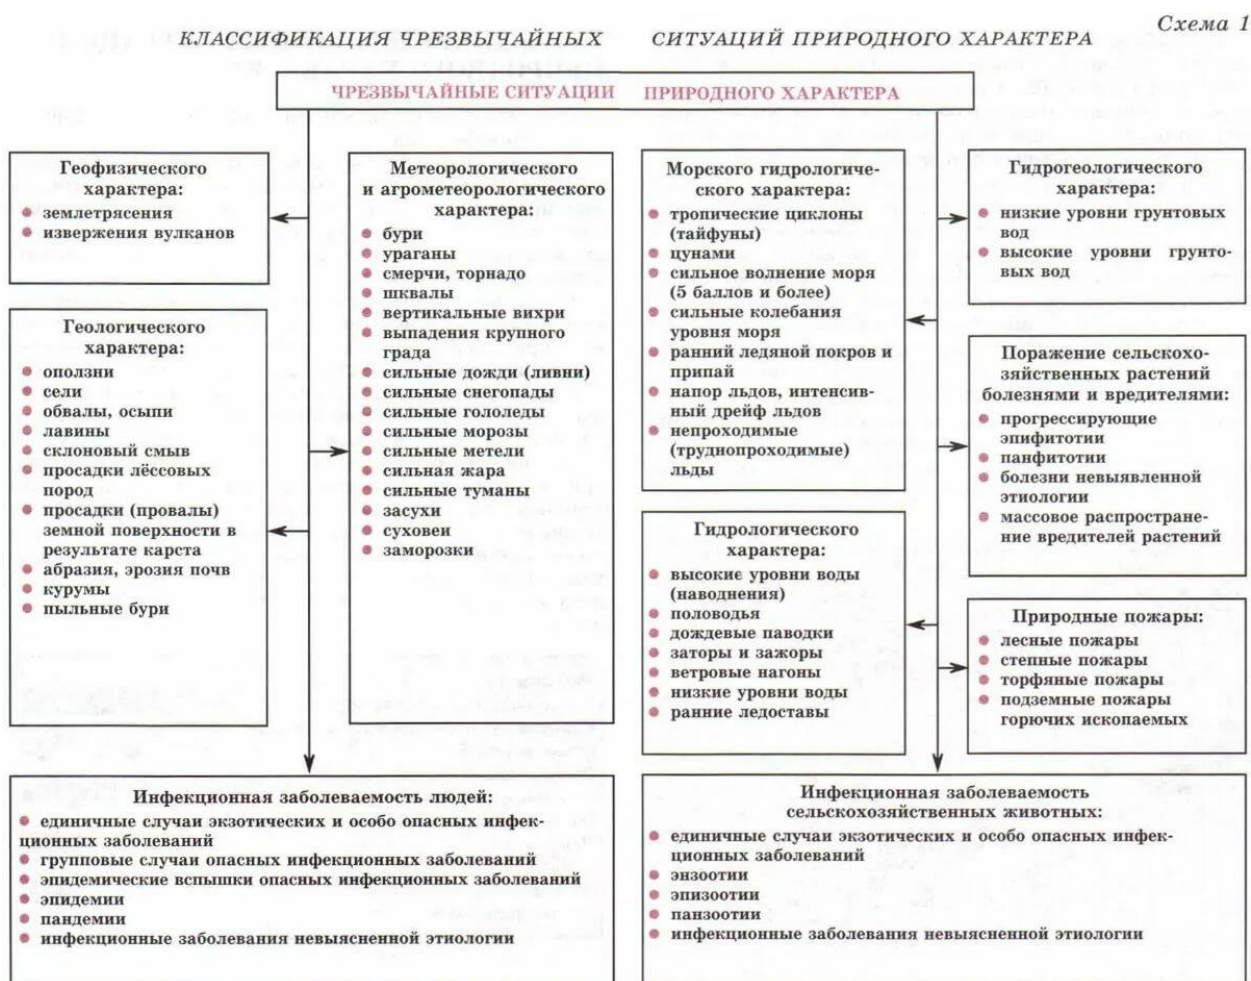 Схема 1
КЛАССИФИКАЦИЯ ЧРЕЗВЫЧАЙНЫХ СИТУАЦИЙ ПРИРОДНОГО ХАРАКТЕРА
ЧРЕЗВЫЧАЙНЫЕ СИТУАЦИИ ПРИРОДНОГО ХАРАКТЕРА
Геофизического
характера:
землетрясения
извержения вулканов
Геологического
характера:
оползни
сели
обвалы, осыпи
лавины
склоновый смыв
просадки лёссовых
пород
просадки (провалы)
земной поверхности в
результате карста
абразия, эрозия почв
курумы
пыльные бури
Метеорологического
и агрометеорологического
характера:
бури
ураганы
смерчи, торнадо
шквалы
вертикальные вихри
выпадения крупного
града
сильные дожди (ливни)
сильные снегопады
сильные гололеды
сильные морозы
сильные метели
сильная жара
сильные туманы
засухи
суховеи
заморозки
Морского гидрологиче-
ского характера:
тропические циклоны
(тайфуны)
цунами
сильное волнение моря
(5 баллов и более)
сильные колебания
уровня моря
ранний ледяной покров и
припай
напор льдов, интенсив-
ный дрейф льдов
непроходимые
(труднопроходимые)
льды
Гидрологического
характера:
высокие уровни воды
(наводнения)
половодья
дождевые паводки
заторы и зажоры
ветровые нагоны
низкие уровни воды
ранние ледоставы
Гидрогеологического
характера:
низкие уровни грунтовых
вод
высокие уровни грунто-
вых вод
Поражение сельскохо-
зяйственных растений
болезнями и вредителями:
прогрессирующие
эпифитотии
панфитотии
болезни невыявленной
этиологии
массовое распростране-
ние вредителей растений
Природные пожары:
лесные пожары
степные пожары
торфяные пожары
подземные пожары
горючих ископаемых
Инфекционная заболеваемость людей:
единичные случаи экзотических и особо опасных инфек-
ционных заболеваний
групповые случаи опасных инфекционных заболеваний
эпидемические вспышки опасных инфекционных заболеваний
эпидемии
пандемии
инфекционные заболевания невыясненной этиологии
Инфекционная заболеваемость
сельскохозяйственных животных:
единичные случаи экзотических и особо опасных инфек-
ционных заболеваний
энзоотии
эпизоотии
панзоотии
инфекционные заболевания невыясненной этиологии